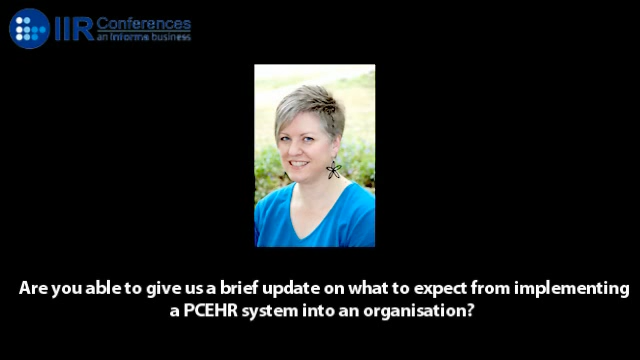 IIR Conferences
an informa business
Are you able to give us a brief update on what to expect from implementing
a PCEHR system into an organisation?